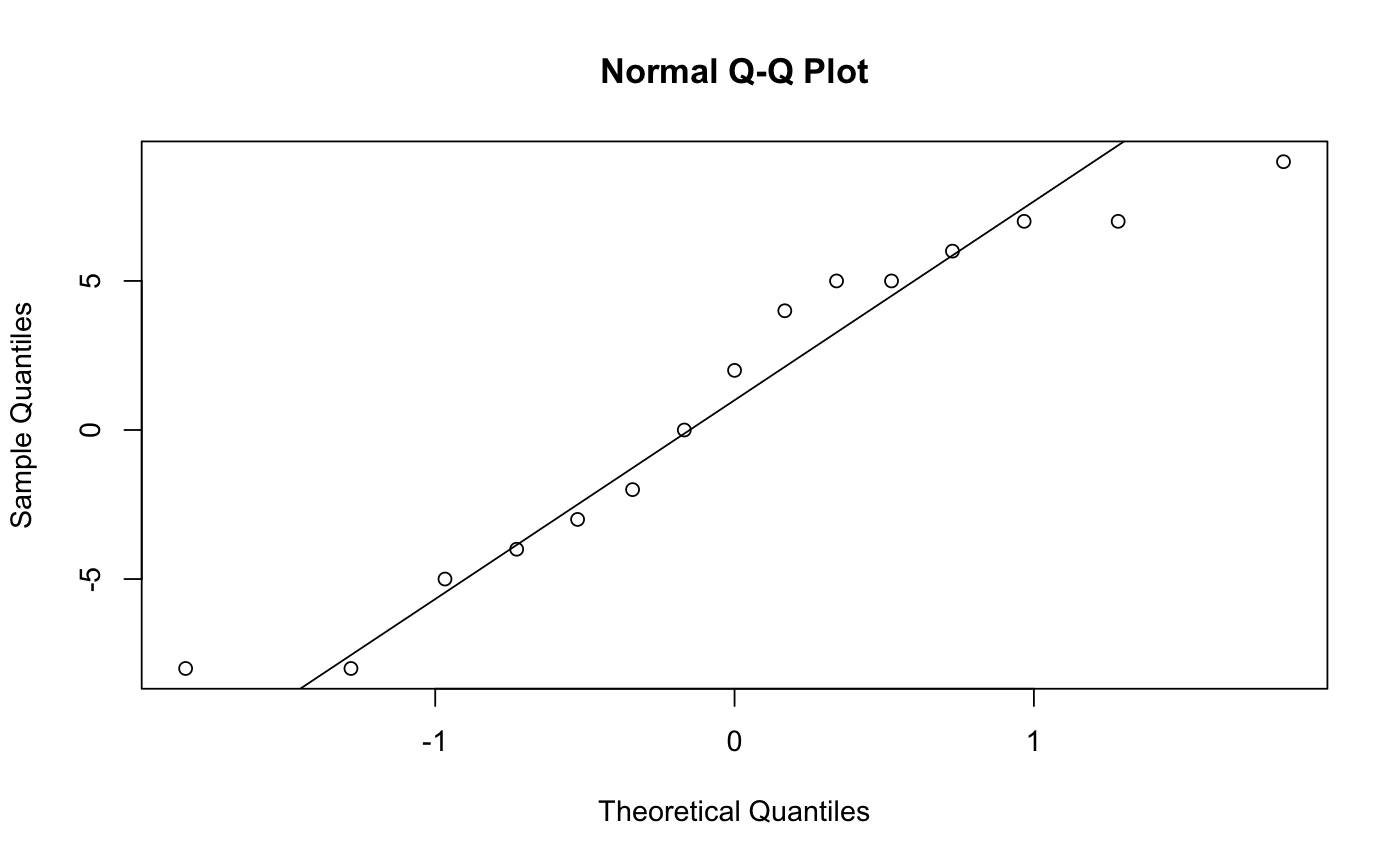 Normal Q-Q Plot
Sample Quantiles
5
0
-5
-1 0 1
Theoretical Quantiles